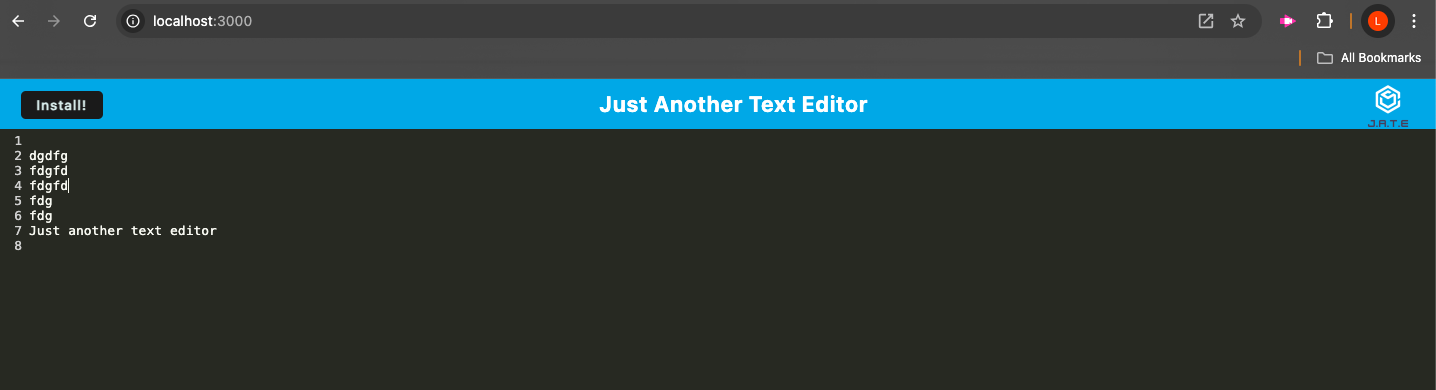 localhost:3000
L
All Bookmarks
Install!
Just Another Text Editor
J.A.T.E
1
2 dgdfg
3 fdgfd
4 fdgfd
5 fdg
6 fdg
7 Just another text editor
8